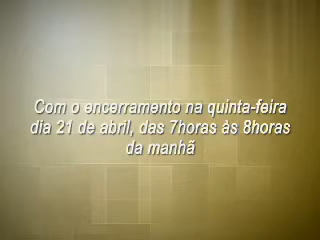 Com o encerramento na quinta-feira
dia 21 de abril, das 7horas às 8horas
da manhã